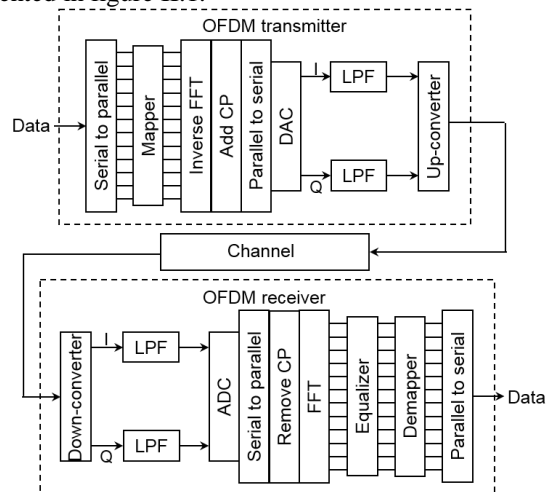 OFDM transmitter
Data
Serial to parallel
Mapper
Inverse FFT
Add CP
Parallel to serial
DAC
I
LPF
Q
LPF
Up-converter
Channel
OFDM receiver
Down-converter
I
LPF
Q
LPF
ADC
Serial to parallel
Remove CP
FFT
Equalizer
Demapper
Parallel to serial
Data